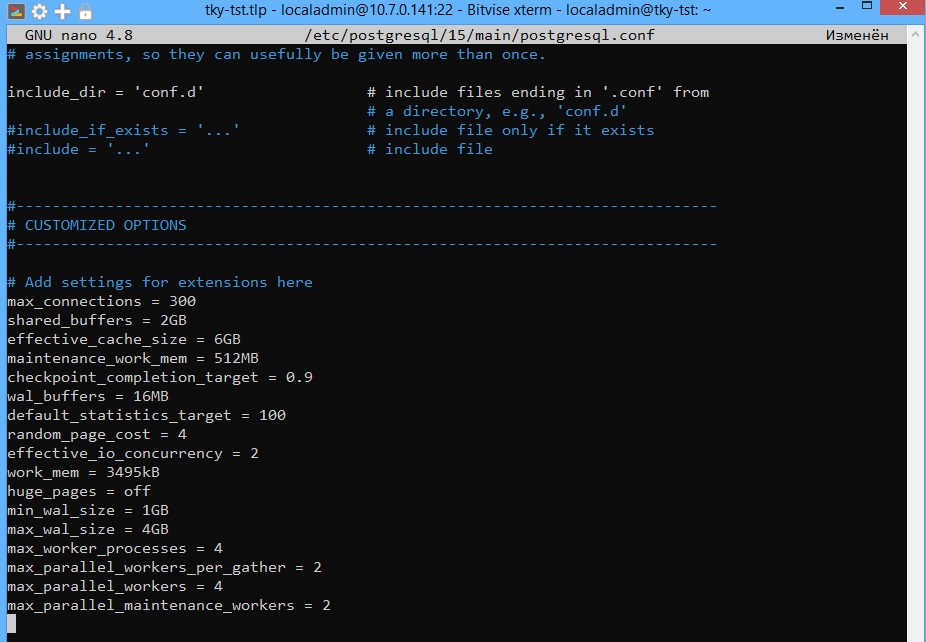 tky-tst.tlp - localadmin@10.7.0.141:22 - Bitvise xterm - localadmin@tky-tst: ~
GNU nano 4.8 /etc/postgresql/15/main/postgresql.conf Изменён
# assignments, so they can usefully be given more than once.
include_dir = 'conf.d' # include files ending in '.conf' from
# a directory, e.g., 'conf.d'
#include_if_exists = '...' # include file only if it exists
#include = '...' # include file
#------------------------------------------------------------------------------
# CUSTOMIZED OPTIONS
#------------------------------------------------------------------------------
# Add settings for extensions here
max_connections = 300
shared_buffers = 2GB
effective_cache_size = 6GB
maintenance_work_mem = 512MB
checkpoint_completion_target = 0.9
wal_buffers = 16MB
default_statistics_target = 100
random_page_cost = 4
effective_io_concurrency = 2
work_mem = 3495kB
huge_pages = off
min_wal_size = 1GB
max_wal_size = 4GB
max_worker_processes = 4
max_parallel_workers_per_gather = 2
max_parallel_workers = 4
max_parallel_maintenance_workers = 2